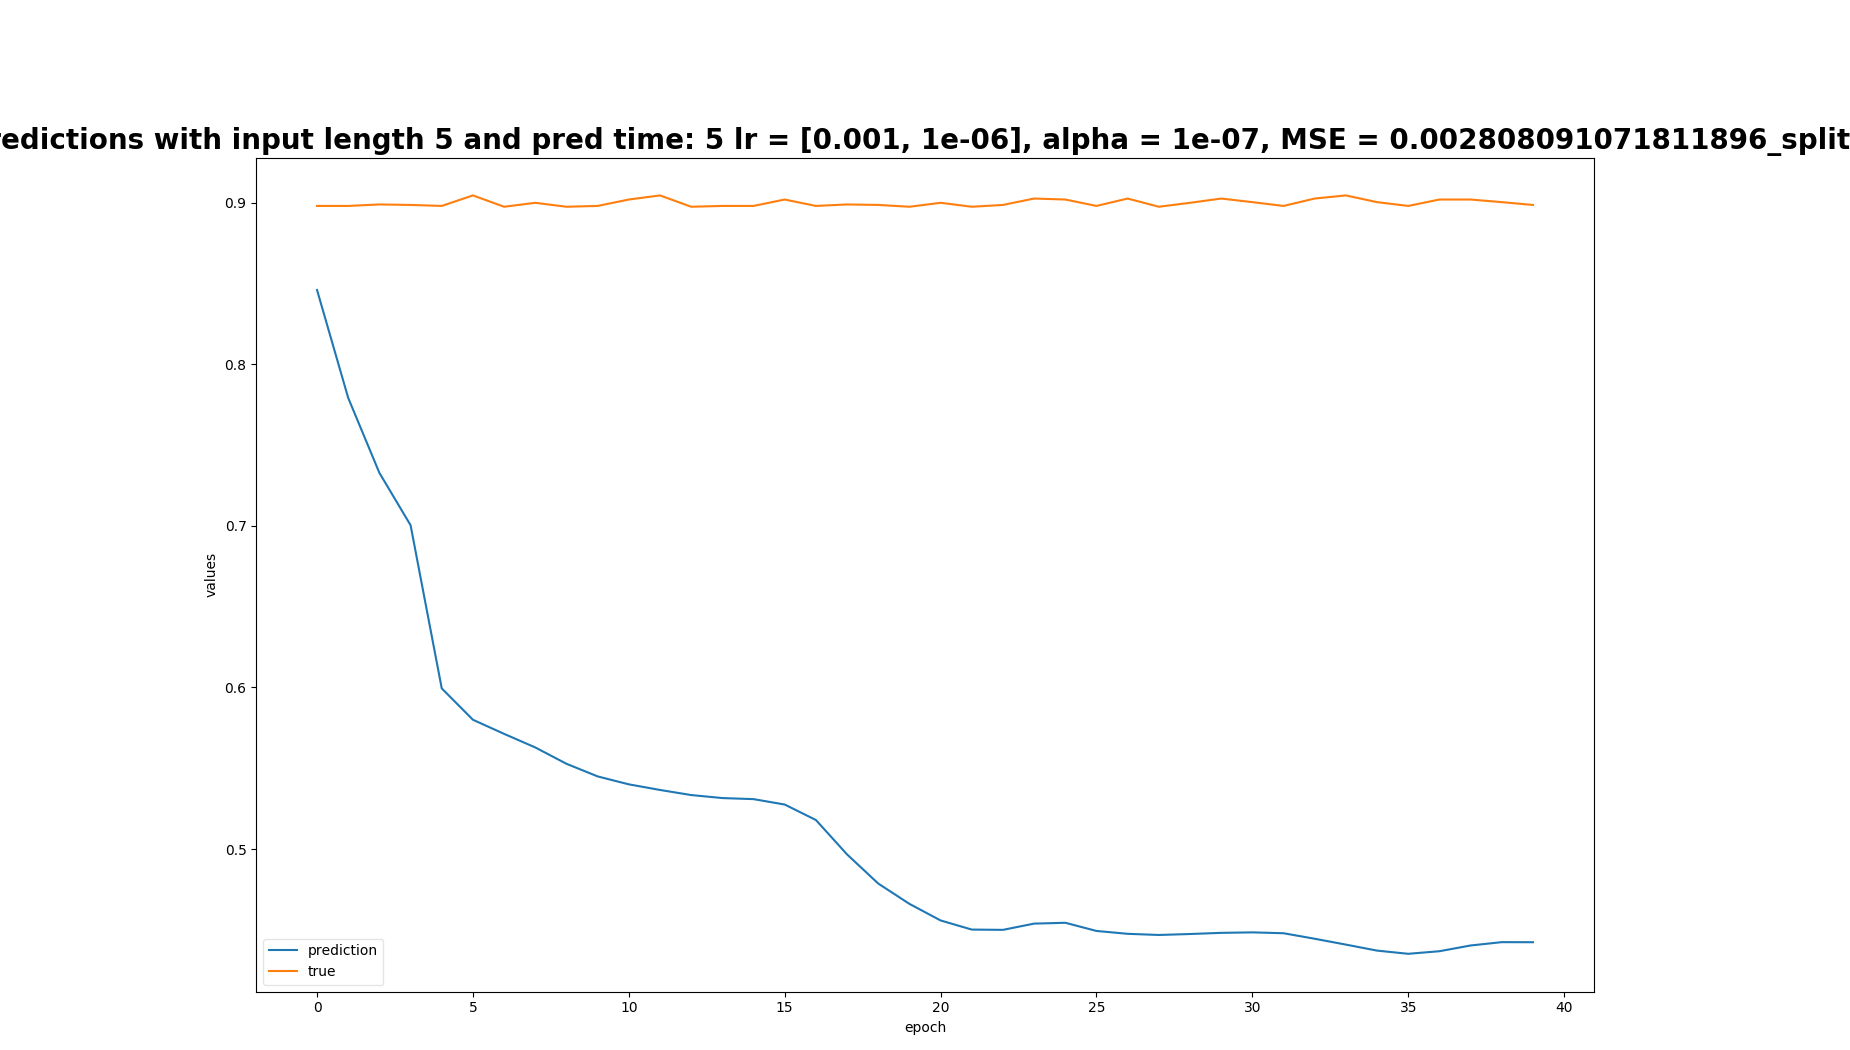 redictions with input length 5 and pred time: 5 lr = [0.001, 1e-06], alpha = 1e-07, MSE = 0.002808091071811896_split
0.9
0.8
0.7
0.6
0.5
values
prediction
true
0 5 10 15 20 25 30 35 40
epoch